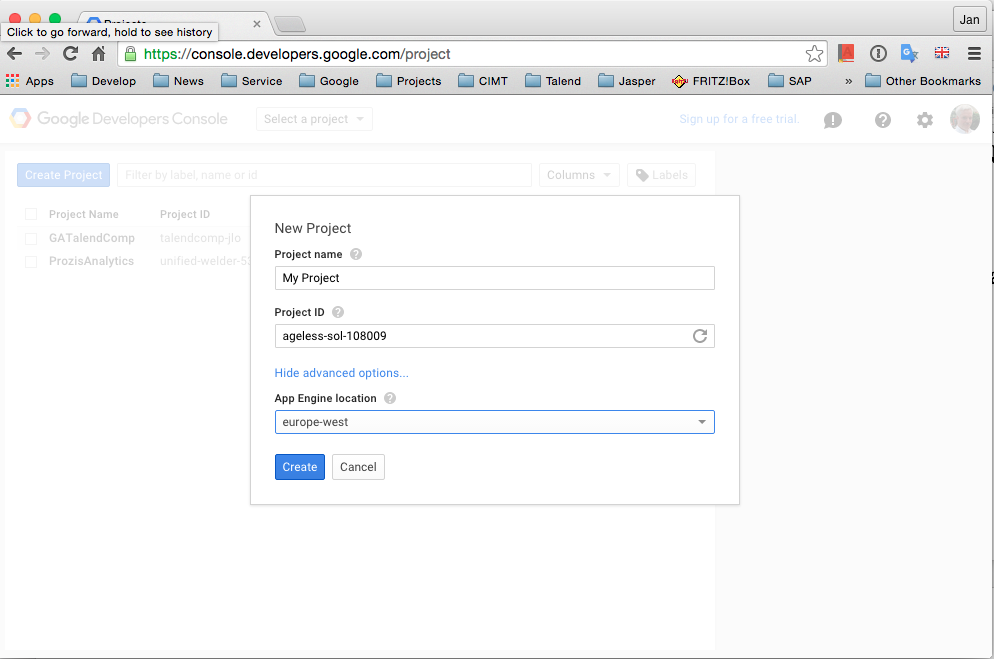 Projects
Jan
Click to go forward, hold to see history
https://console.developers.google.com/project
Apps Develop News Service Google Projects CIMT Talend Jasper FRITZ!Box SAP » Other Bookmarks
Google Developers Console Select a project Sign up for a free trial.
Create Project Filter by label, name or id Columns Labels
Project Name Project ID
GATalendComp talendcomp-jlo
ProzisAnalytics unified-welder-53
New Project
Project name ?
My Project
Project ID ?
ageless-sol-108009
Hide advanced options...
App Engine location ?
europe-west
Create Cancel